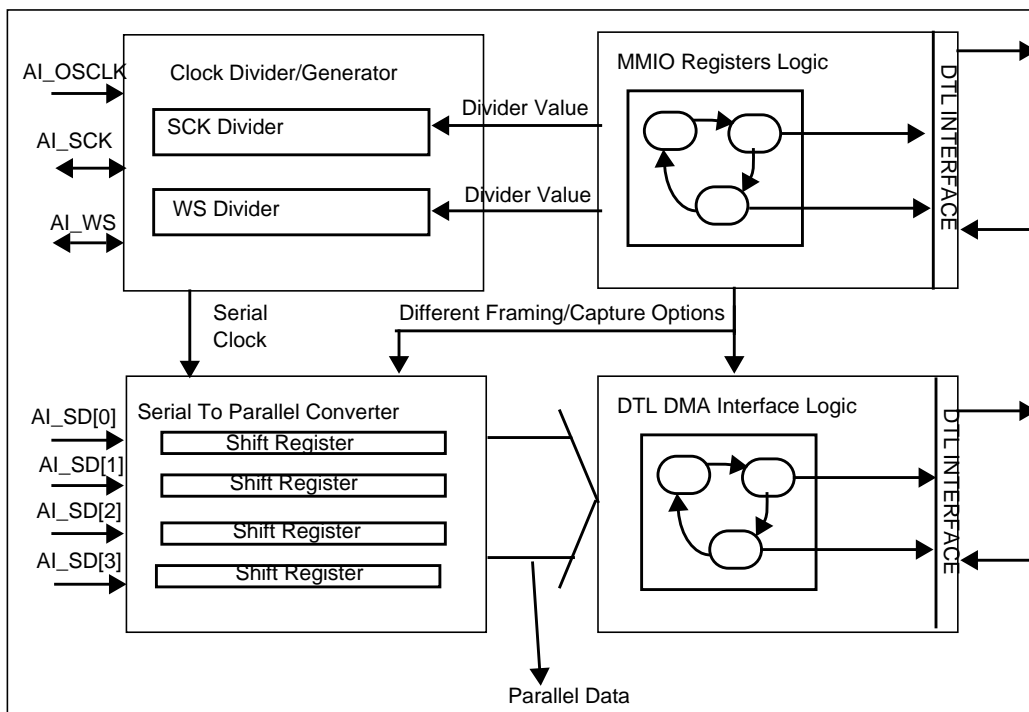 Clock Divider/Generator
MMIO Registers Logic
AI_OSCLK
SCK Divider
Divider Value
AI_SCK
WS Divider
Divider Value
AI_WS
DTL INTERFACE
Serial
Clock
Different Framing/Capture Options
Serial To Parallel Converter
DTL DMA Interface Logic
AI_SD[0]
Shift Register
AI_SD[1]
Shift Register
AI_SD[2]
Shift Register
AI_SD[3]
Shift Register
DTL INTERFACE
Parallel Data